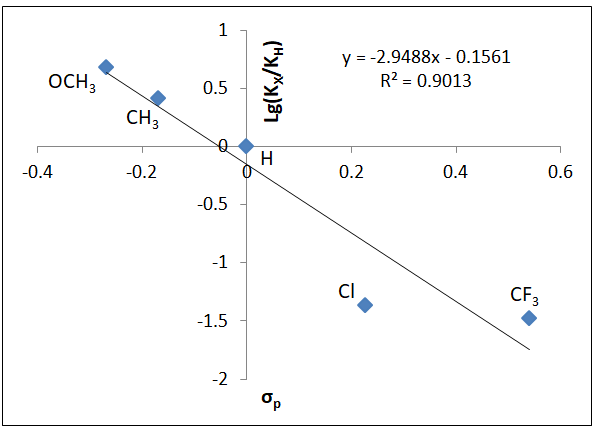 1
y = -2.9488x - 0.1561
R² = 0.9013
Lg(Kₓ/K_H)
OCH₃
0.5
CH₃
0
H
-0.4
-0.2
0
0.2
0.4
0.6
-0.5
-1
Cl
CF₃
-1.5
-2
σₚ